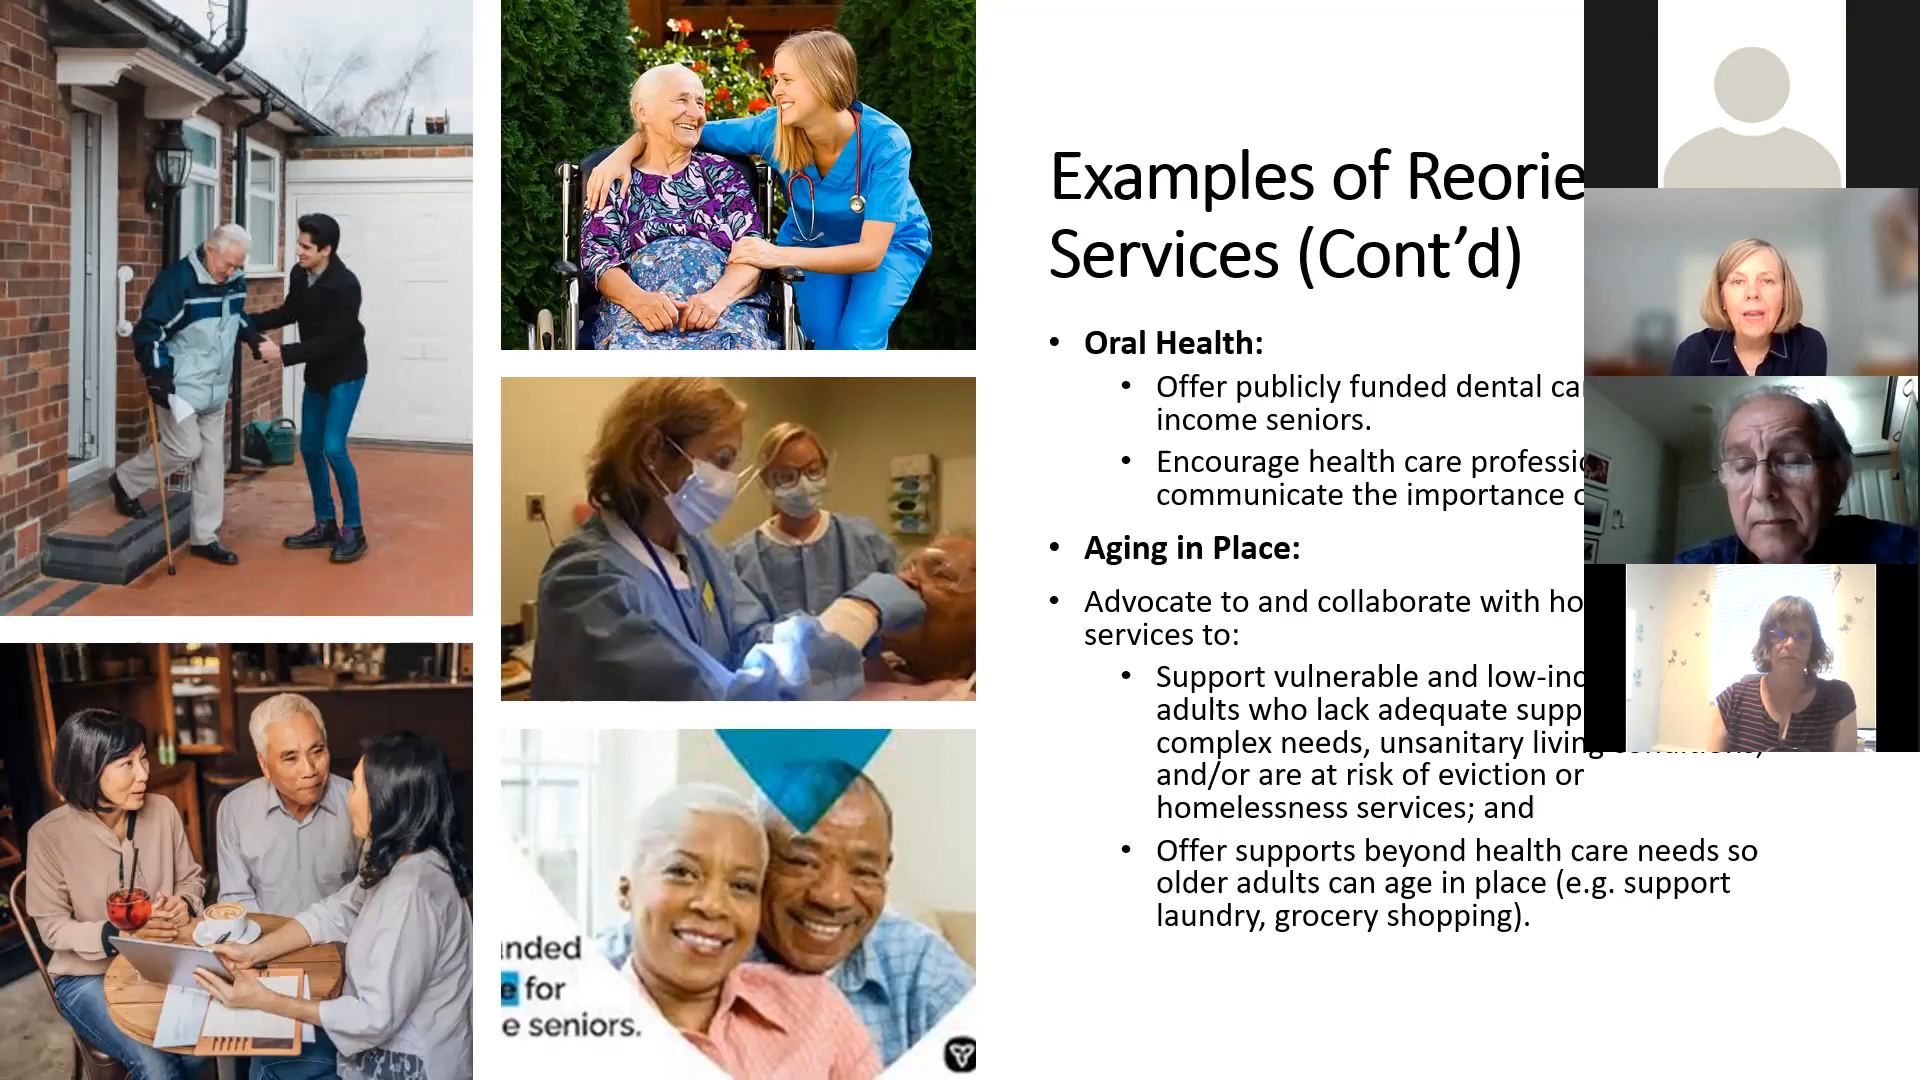 Examples of Reorie
Services (Cont’d)
• Oral Health:
• Offer publicly funded dental ca
income seniors.
• Encourage health care professio
communicate the importance o
• Aging in Place:
• Advocate to and collaborate with ho
services to:
• Support vulnerable and low-inc
adults who lack adequate supp
complex needs, unsanitary living conditions,
and/or are at risk of eviction or
homelessness services; and
• Offer supports beyond health care needs so
older adults can age in place (e.g. support
laundry, grocery shopping).
nded
e for
e seniors.